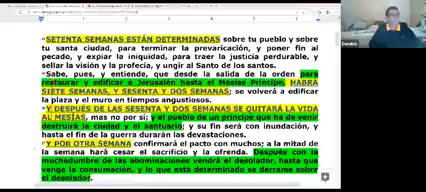 "SETENTA SEMANAS ESTÁN DETERMINADAS sobre tu pueblo y sobre
tu santa ciudad, para terminar la prevaricación, y poner fin al
pecado, y expiar la iniquidad, para traer la justicia perdurable, y
sellar la visión y la profecía, y ungir al Santo de los santos.
"Sabe, pues, y entiende, que desde la salida de la orden para
restaurar y edificar a Jerusalén hasta el Mesías Príncipe, HABRÁ
SIETE SEMANAS, Y SESENTA Y DOS SEMANAS; se volverá a edificar
la plaza y el muro en tiempos angustiosos.
"Y DESPUÉS DE LAS SESENTA Y DOS SEMANAS SE QUITARÁ LA VIDA
AL MESÍAS, mas no por sí; y el pueblo de un príncipe que ha de venir
destruirá la ciudad y el santuario; y su fin será con inundación, y
hasta el fin de la guerra durarán las devastaciones.
"Y POR OTRA SEMANA confirmará el pacto con muchos; a la mitad de
la semana hará cesar el sacrificio y la ofrenda. Después con la
muchedumbre de las abominaciones vendrá el desolador, hasta que
venga la consumación, y lo que está determinado se derrame sobre
el desolador.